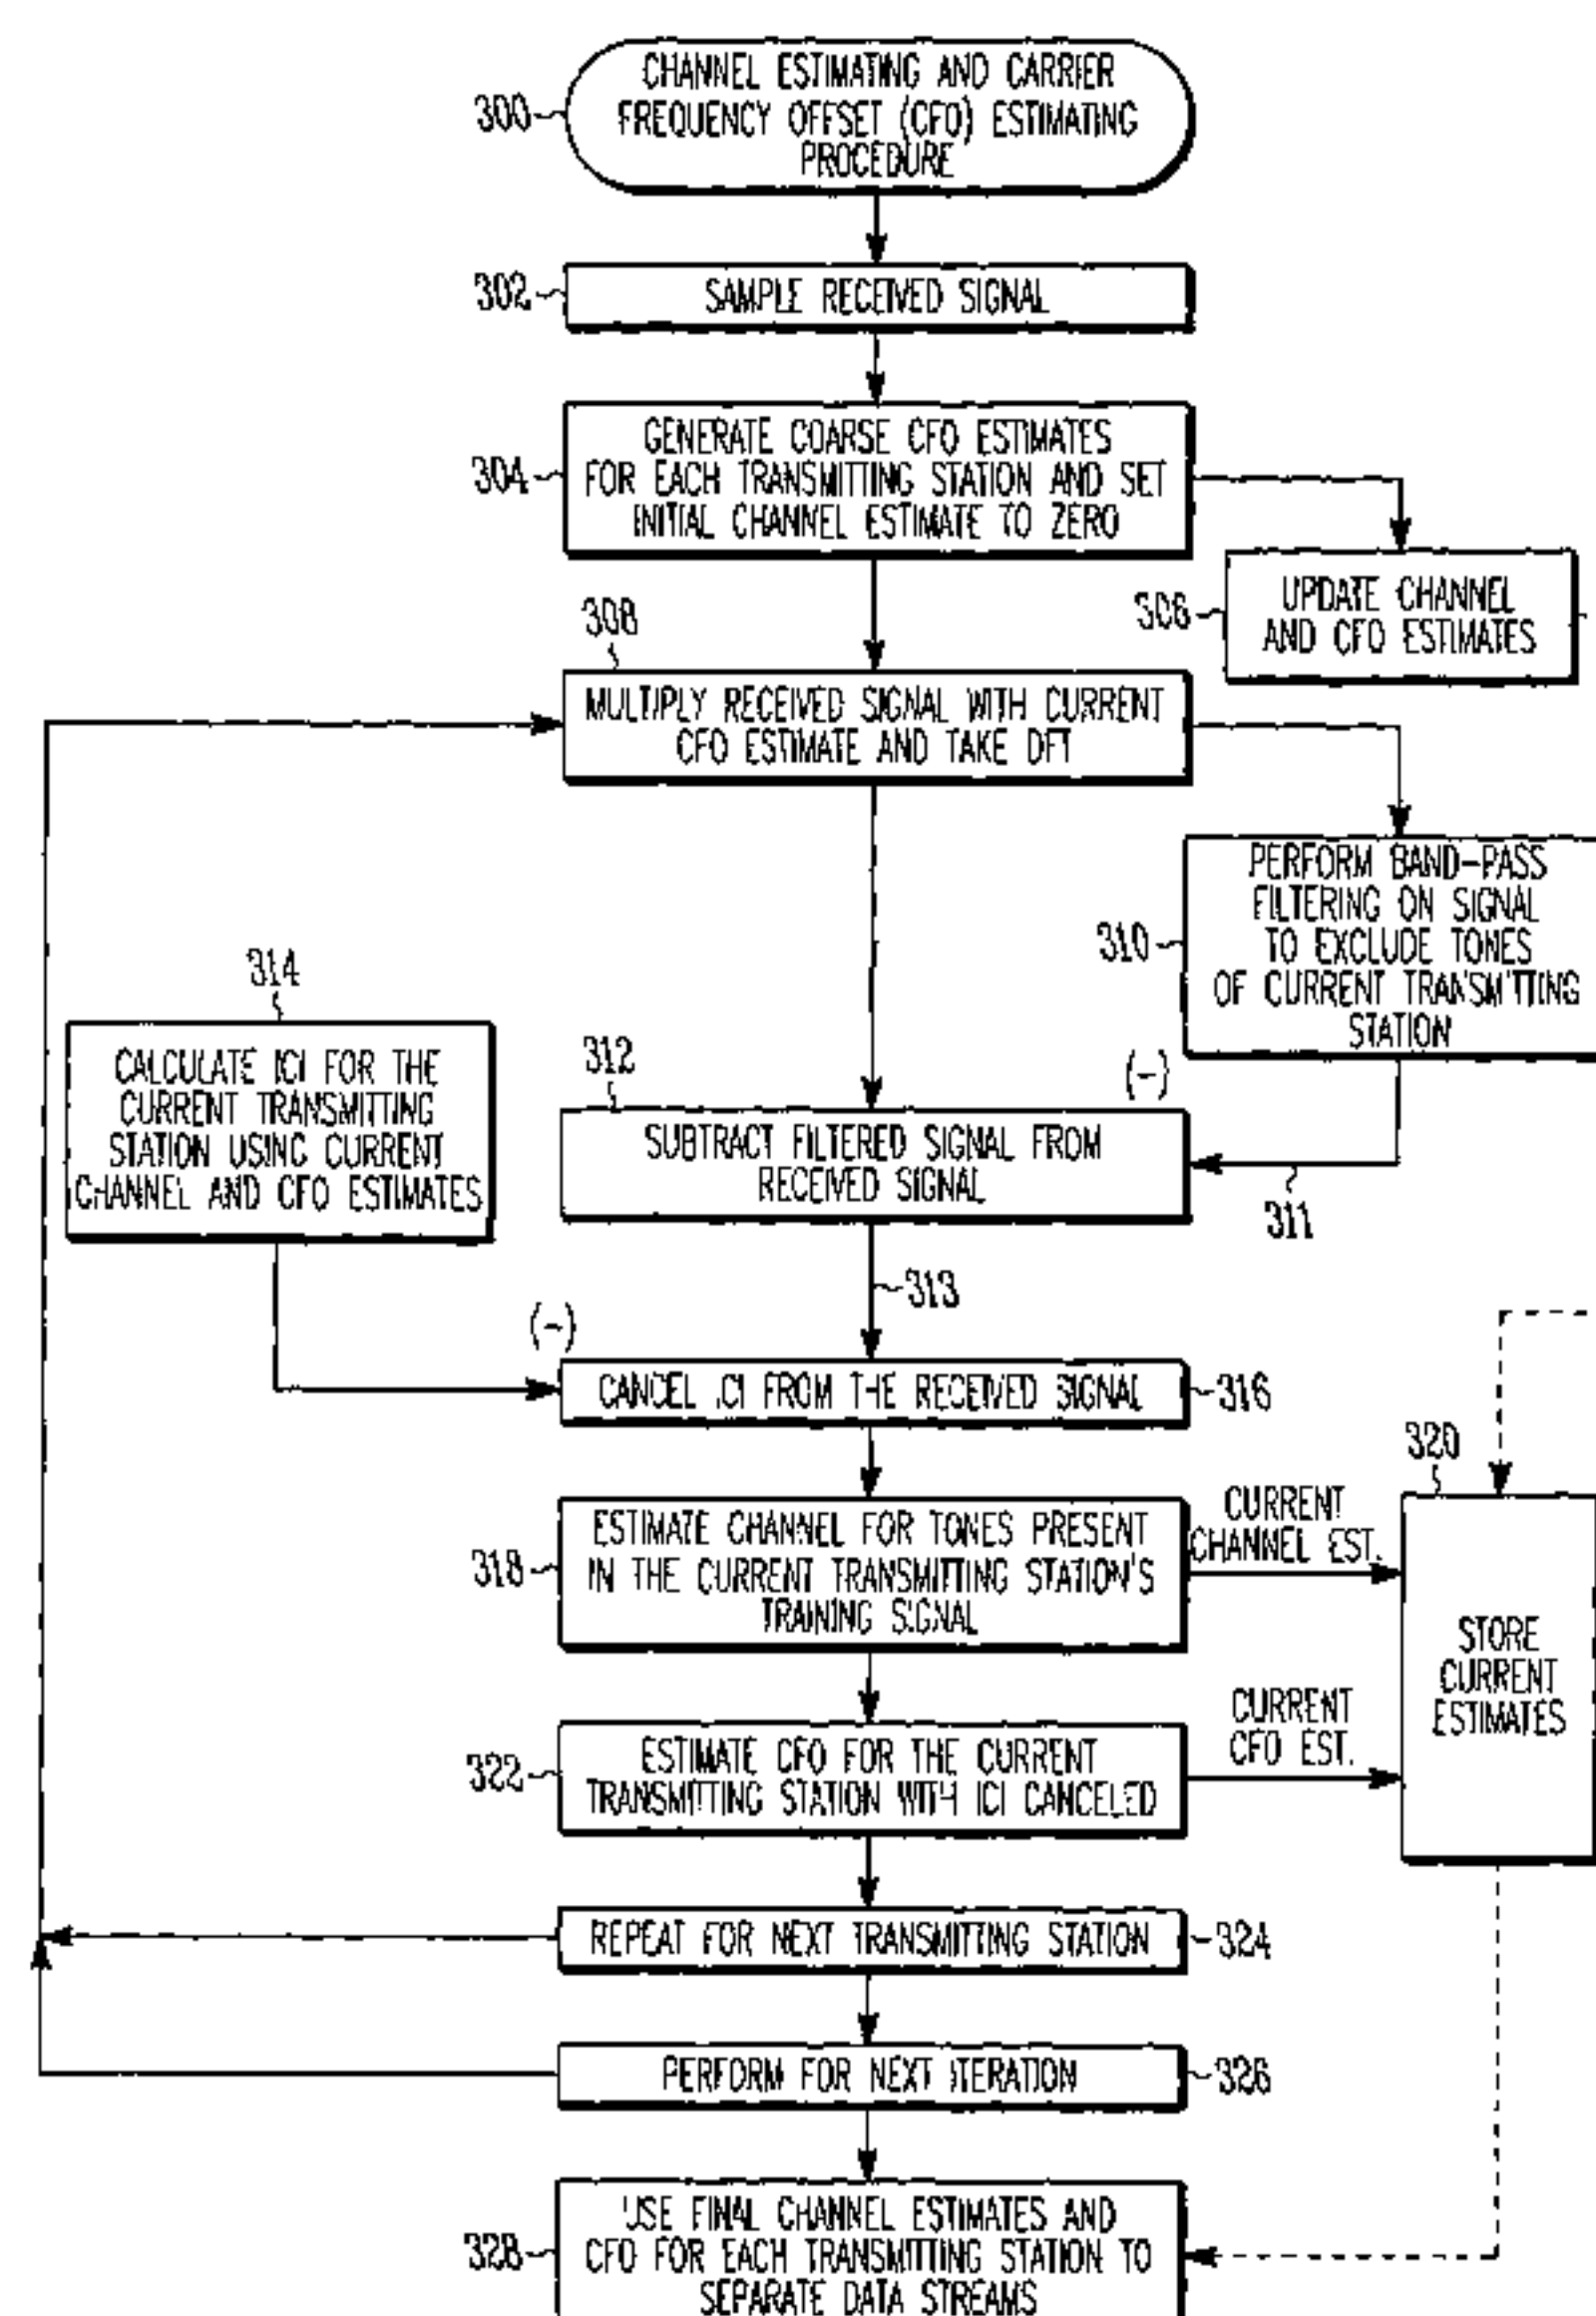 CHANNEL ESTIMATING AND CARRIER
FREQUENCY OFFSET (CFO) ESTIMATING
PROCEDURE
300
302
SAMPLE RECEIVED SIGNAL
304
GENERATE COARSE CFO ESTIMATES
FOR EACH TRANSMITTING STATION AND SET
INITIAL CHANNEL ESTIMATE TO ZERO
306
UPDATE CHANNEL
AND CFO ESTIMATES
308
MULTIPLY RECEIVED SIGNAL WITH CURRENT
CFO ESTIMATE AND TAKE DFT
310
PERFORM BAND-PASS
FILTERING ON SIGNAL
TO EXCLUDE TONES
OF CURRENT TRANSMITTING
STATION
314
CALCULATE ICI FOR THE
CURRENT TRANSMITTING
STATION USING CURRENT
CHANNEL AND CFO ESTIMATES
312
(-)
SUBTRACT FILTERED SIGNAL FROM
RECEIVED SIGNAL
311
313
(-)
CANCEL ICI FROM THE RECEIVED SIGNAL
316
318
ESTIMATE CHANNEL FOR TONES PRESENT
IN THE CURRENT TRANSMITTING STATION'S
TRAINING SIGNAL
CURRENT
CHANNEL EST.
320
STORE
CURRENT
ESTIMATES
322
ESTIMATE CFO FOR THE CURRENT
TRANSMITTING STATION WITH ICI CANCELED
CURRENT
CFO EST.
REPEAT FOR NEXT TRANSMITTING STATION
324
PERFORM FOR NEXT ITERATION
326
328
USE FINAL CHANNEL ESTIMATES AND
CFO FOR EACH TRANSMITTING STATION TO
SEPARATE DATA STREAMS